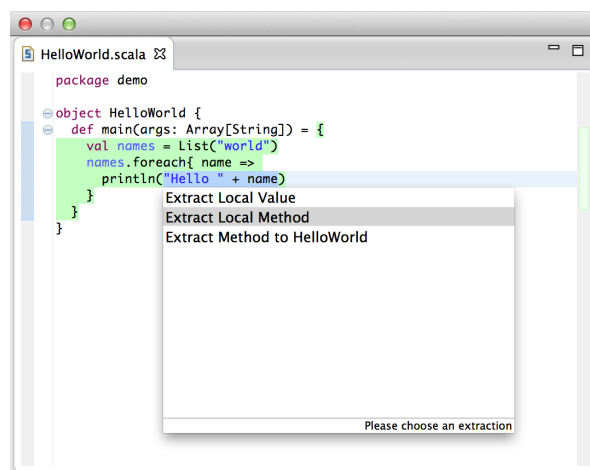 HelloWorld.scala
package demo
object HelloWorld {
def main(args: Array[String]) = {
val names = List("world")
names.foreach{ name =>
println("Hello " + name)
}
}
}
Extract Local Value
Extract Local Method
Extract Method to HelloWorld
Please choose an extraction